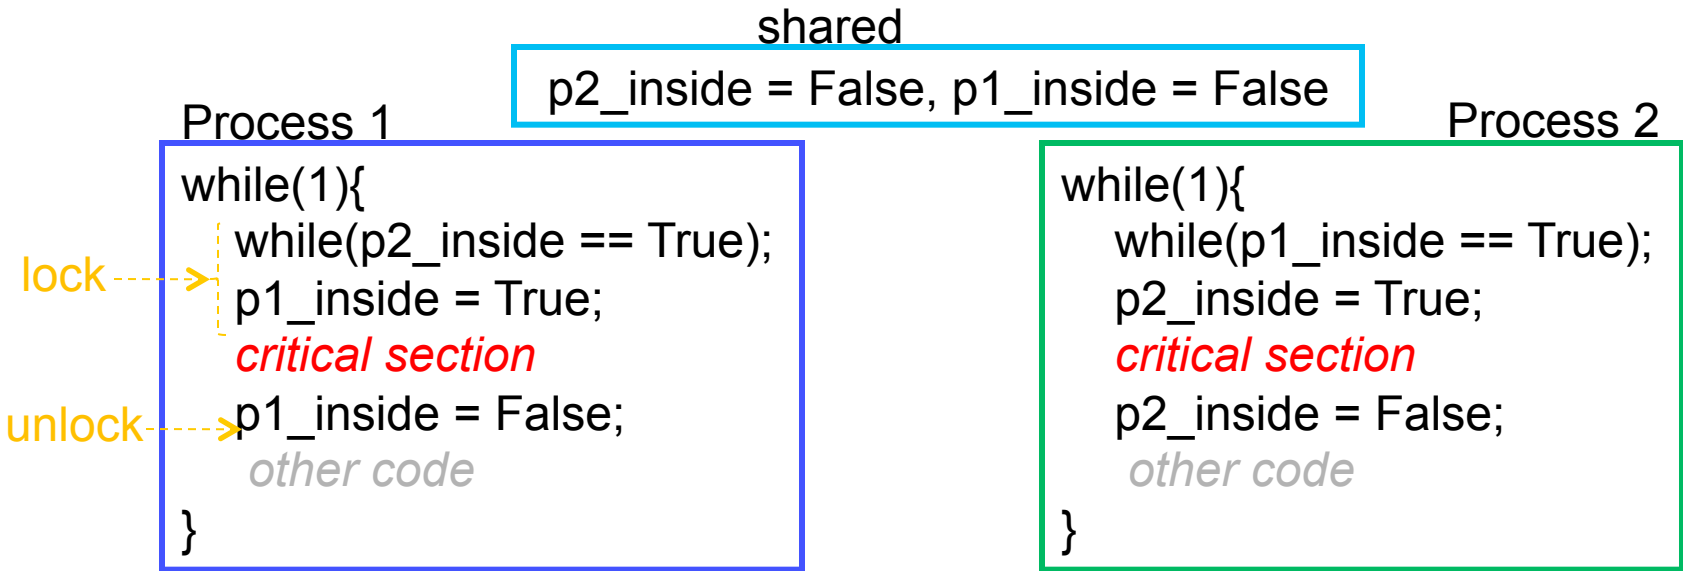 shared
p2_inside = False, p1_inside = False
Process 1
while(1){
while(p2_inside == True);
lock
p1_inside = True;
critical section
unlock
p1_inside = False;
other code
}
Process 2
while(1){
while(p1_inside == True);
p2_inside = True;
critical section
p2_inside = False;
other code
}